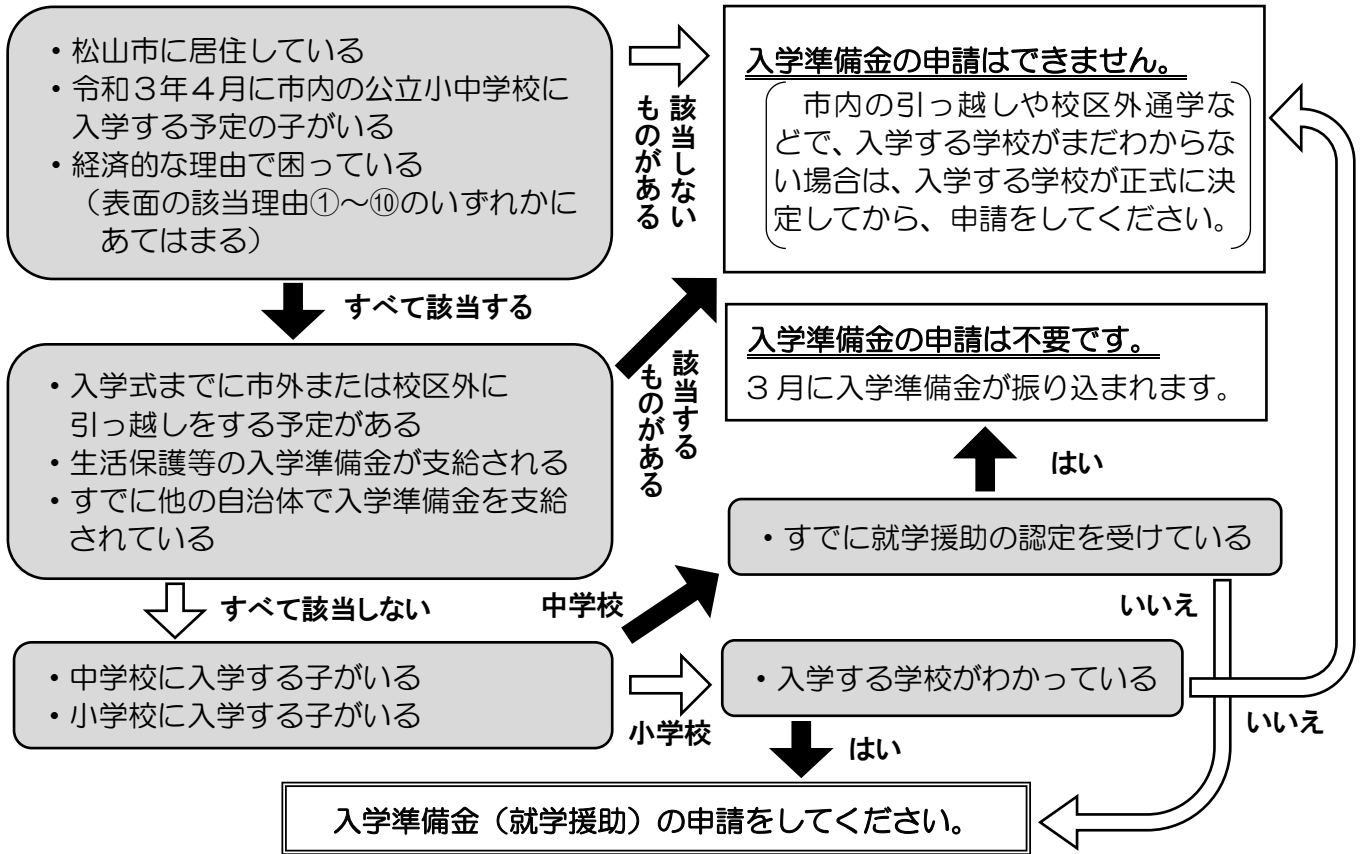 ・松山市に居住している
・令和３年４月に市内の公立小中学校に
入学する予定の子がいる
・経済的な理由で困っている
（表面の該当理由①～⑩のいずれかに
あてはまる）
該当しない
ものがある
入学準備金の申請はできません。
市内の引っ越しや校区外通学な
どで、入学する学校がまだわからな
い場合は、入学する学校が正式に決
定してから、申請をしてください。
すべて該当する
・入学式までに市外または校区外に
引っ越しをする予定がある
・生活保護等の入学準備金が支給される
・すでに他の自治体で入学準備金を支給
されている
該当する
ものがある
入学準備金の申請は不要です。
３月に入学準備金が振り込まれます。
はい
・すでに就学援助の認定を受けている
すべて該当しない
中学校
いいえ
・中学校に入学する子がいる
・小学校に入学する子がいる
小学校
・入学する学校がわかっている
いいえ
はい
入学準備金（就学援助）の申請をしてください。